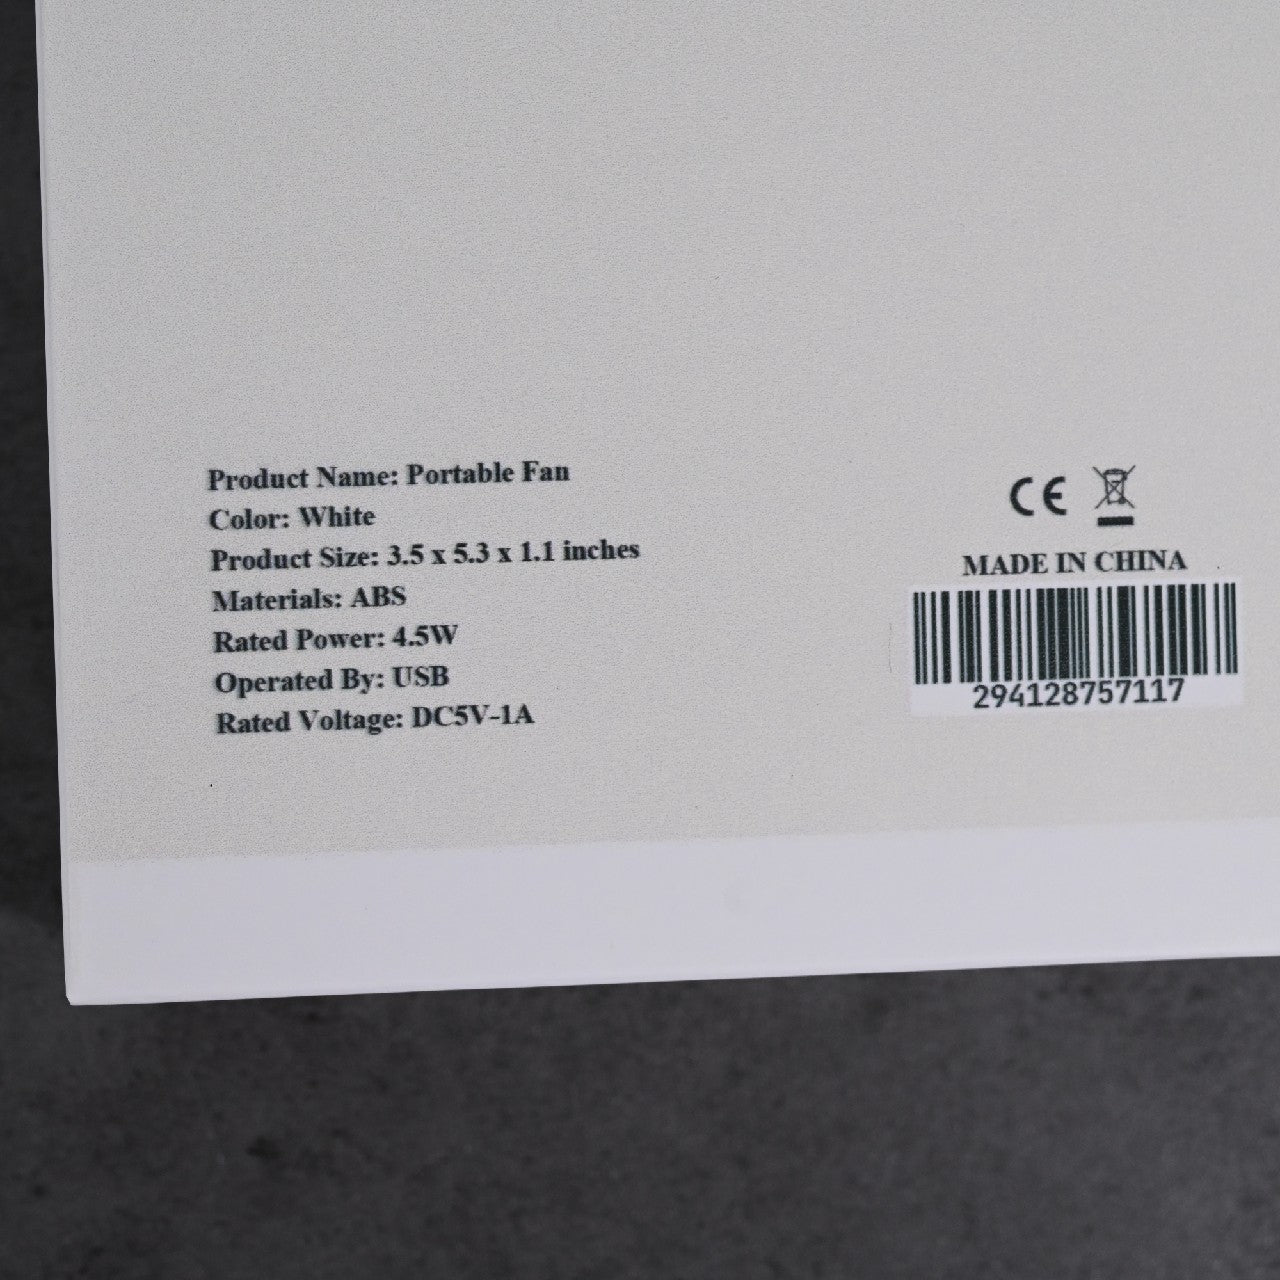 Product Name: Portable Fan
Color: White
Product Size: 3.5 x 5.3 x 1.1 inches
Materials: ABS
Rated Power: 4.5W
Operated By: USB
Rated Voltage: DC5V-1A
CE
MADE IN CHINA
294128757117